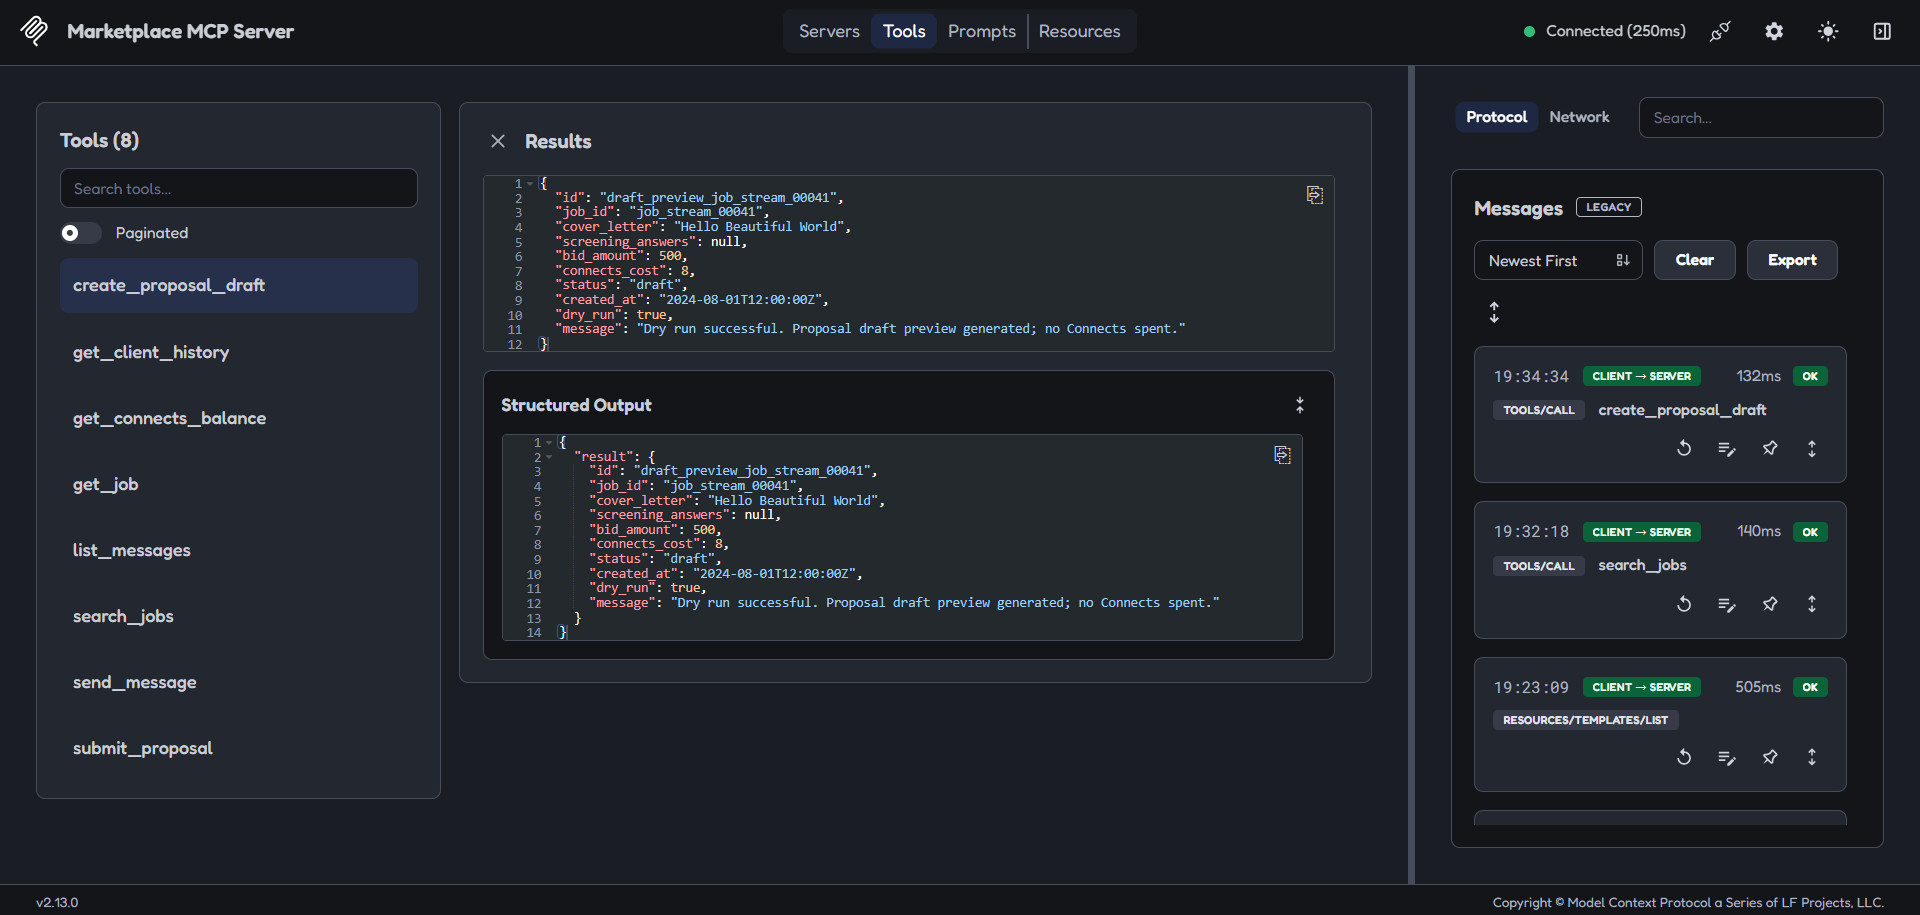 Marketplace MCP Server
Servers Tools Prompts Resources
Connected (250ms)
Tools (8)
Search tools...
Paginated
create_proposal_draft
get_client_history
get_connects_balance
get_job
list_messages
search_jobs
send_message
submit_proposal
Results
1 {
2 "id": "draft_preview_job_stream_00041",
3 "job_id": "job_stream_00041",
4 "cover_letter": "Hello Beautiful World",
5 "screening_answers": null,
6 "bid_amount": 500,
7 "connects_cost": 8,
8 "status": "draft",
9 "created_at": "2024-08-01T12:00:00Z",
10 "dry_run": true,
11 "message": "Dry run successful. Proposal draft preview generated; no Connects spent."
12 }
Structured Output
1 {
2 "result": {
3 "id": "draft_preview_job_stream_00041",
4 "job_id": "job_stream_00041",
5 "cover_letter": "Hello Beautiful World",
6 "screening_answers": null,
7 "bid_amount": 500,
8 "connects_cost": 8,
9 "status": "draft",
10 "created_at": "2024-08-01T12:00:00Z",
11 "dry_run": true,
12 "message": "Dry run successful. Proposal draft preview generated; no Connects spent."
13 }
14 }
Protocol Network
Search...
Messages LEGACY
Newest First Clear Export
19:34:34 CLIENT → SERVER 132ms OK
TOOLS/CALL create_proposal_draft
19:32:18 CLIENT → SERVER 140ms OK
TOOLS/CALL search_jobs
19:23:09 CLIENT → SERVER 505ms OK
RESOURCES/TEMPLATES/LIST
v2.13.0
Copyright © Model Context Protocol a Series of LF Projects, LLC.